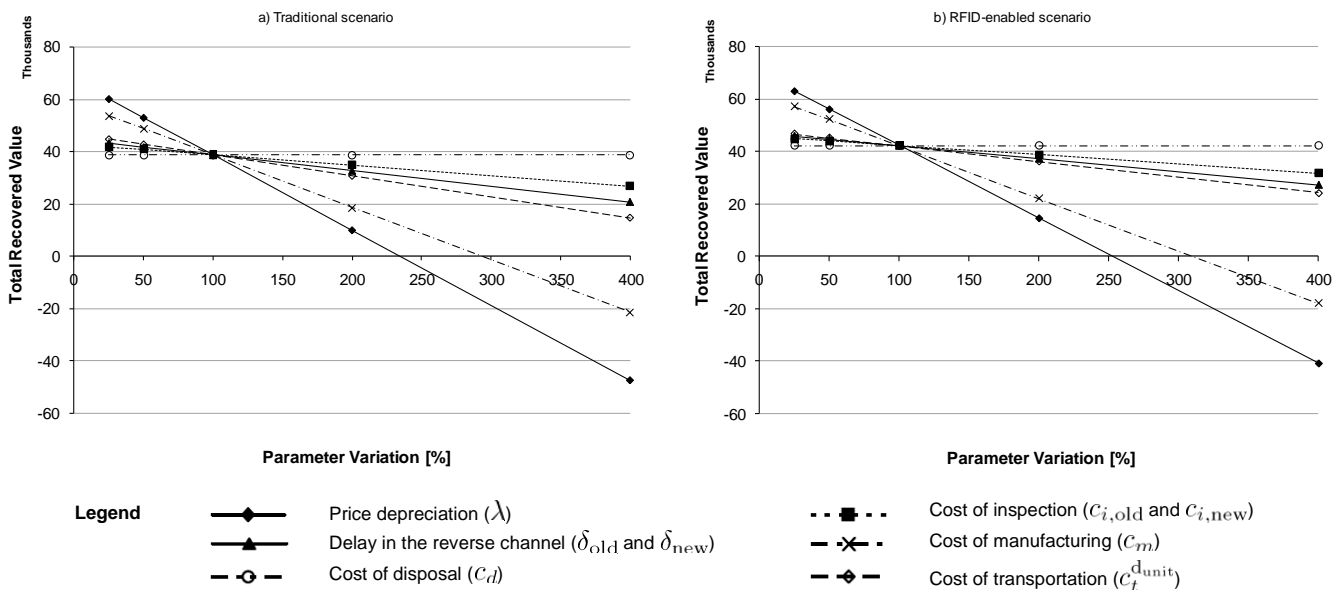 a) Traditional scenario
Thousands
80
60
40
20
0
-20
-40
-60
0 50 100 150 200 250 300 350 400
Total Recovered Value
Parameter Variation [%]
b) RFID-enabled scenario
Thousands
80
60
40
20
0
-20
-40
-60
0 50 100 150 200 250 300 350 400
Total Recovered Value
Parameter Variation [%]
Legend
Price depreciation (λ)
Delay in the reverse channel (δ_old and δ_new)
Cost of disposal (c_d)
Cost of inspection (c_i,old and c_i,new)
Cost of manufacturing (c_m)
Cost of transportation (c_t^d_unit)